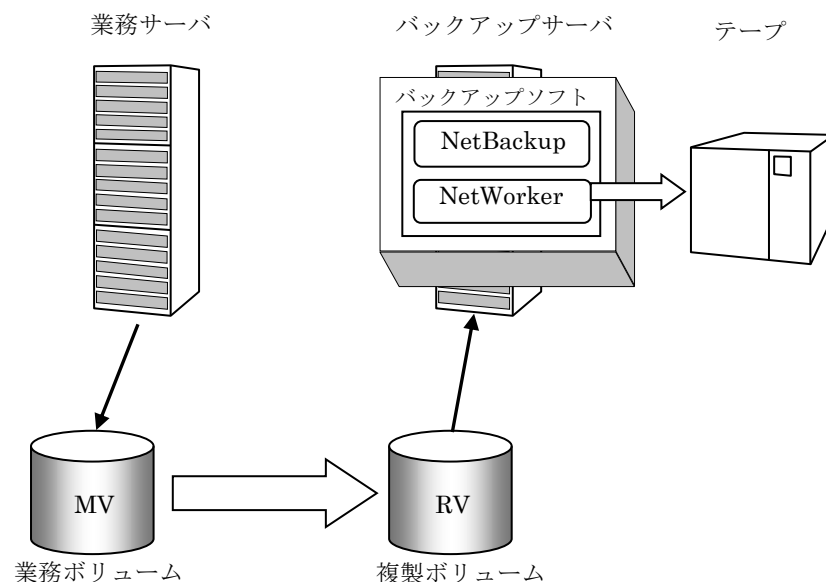 業務サーバ
バックアップサーバ
テープ
バックアップソフト
NetBackup
NetWorker
MV
RV
業務ボリューム
複製ボリューム